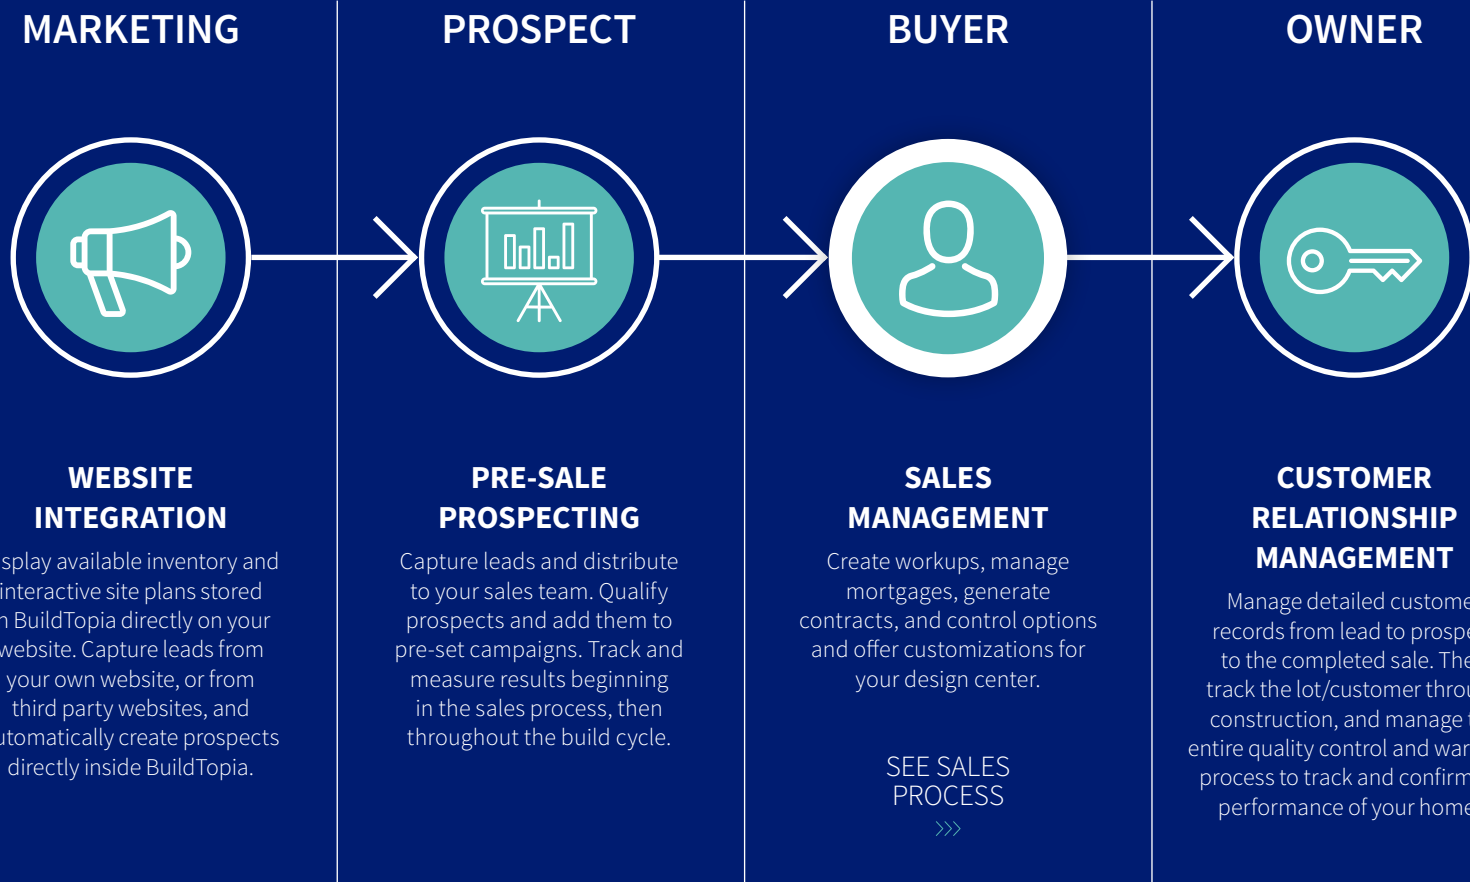 MARKETING
WEBSITE
INTEGRATION
splay available inventory and
interactive site plans stored
BuildTopia directly on your
website. Capture leads from
your own website, or from
third party websites, and
utomatically create prospects
directly inside BuildTopia.
PROSPECT
PRE-SALE
PROSPECTING
Capture leads and distribute
to your sales team. Qualify
prospects and add them to
pre-set campaigns. Track and
measure results beginning
in the sales process, then
throughout the build cycle.
BUYER
SALES
MANAGEMENT
Create workups, manage
mortgages, generate
contracts, and control options
and offer customizations for
your design center.
SEE SALES
PROCESS
>>>
OWNER
CUSTOMER
RELATIONSHIP
MANAGEMENT
Manage detailed custome
records from lead to prospe
to the completed sale. The
track the lot/customer throu
construction, and manage
entire quality control and war
process to track and confirm
performance of your home